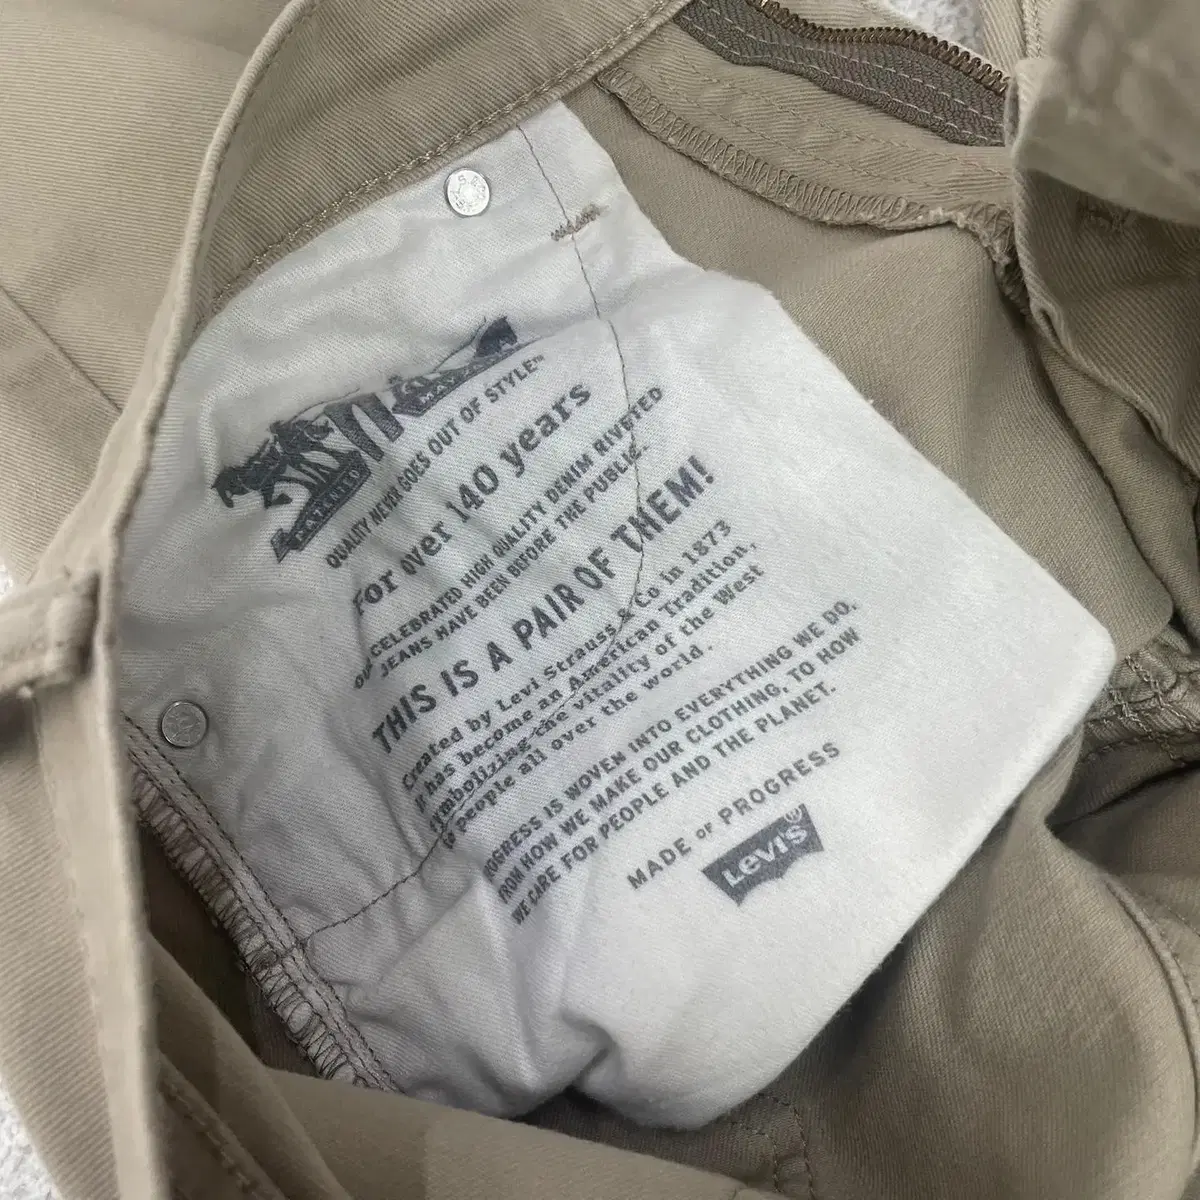 QUALITY NEVER GOES OUT OF STYLE™
For over 140 years
OUR CELEBRATED HIGH QUALITY DENIM RIVETED
JEANS HAVE BEEN BEFORE THE PUBLIC.
THIS IS A PAIR OF THEM!
Created by Levi Strauss & Co in 1873
it has become an American Tradition,
symbolizing the vitality of the West
to people all over the world.
PROGRESS IS WOVEN INTO EVERYTHING WE DO.
FROM HOW WE MAKE OUR CLOTHING, TO HOW
WE CARE FOR PEOPLE AND THE PLANET.
MADE OF PROGRESS
Levi's®